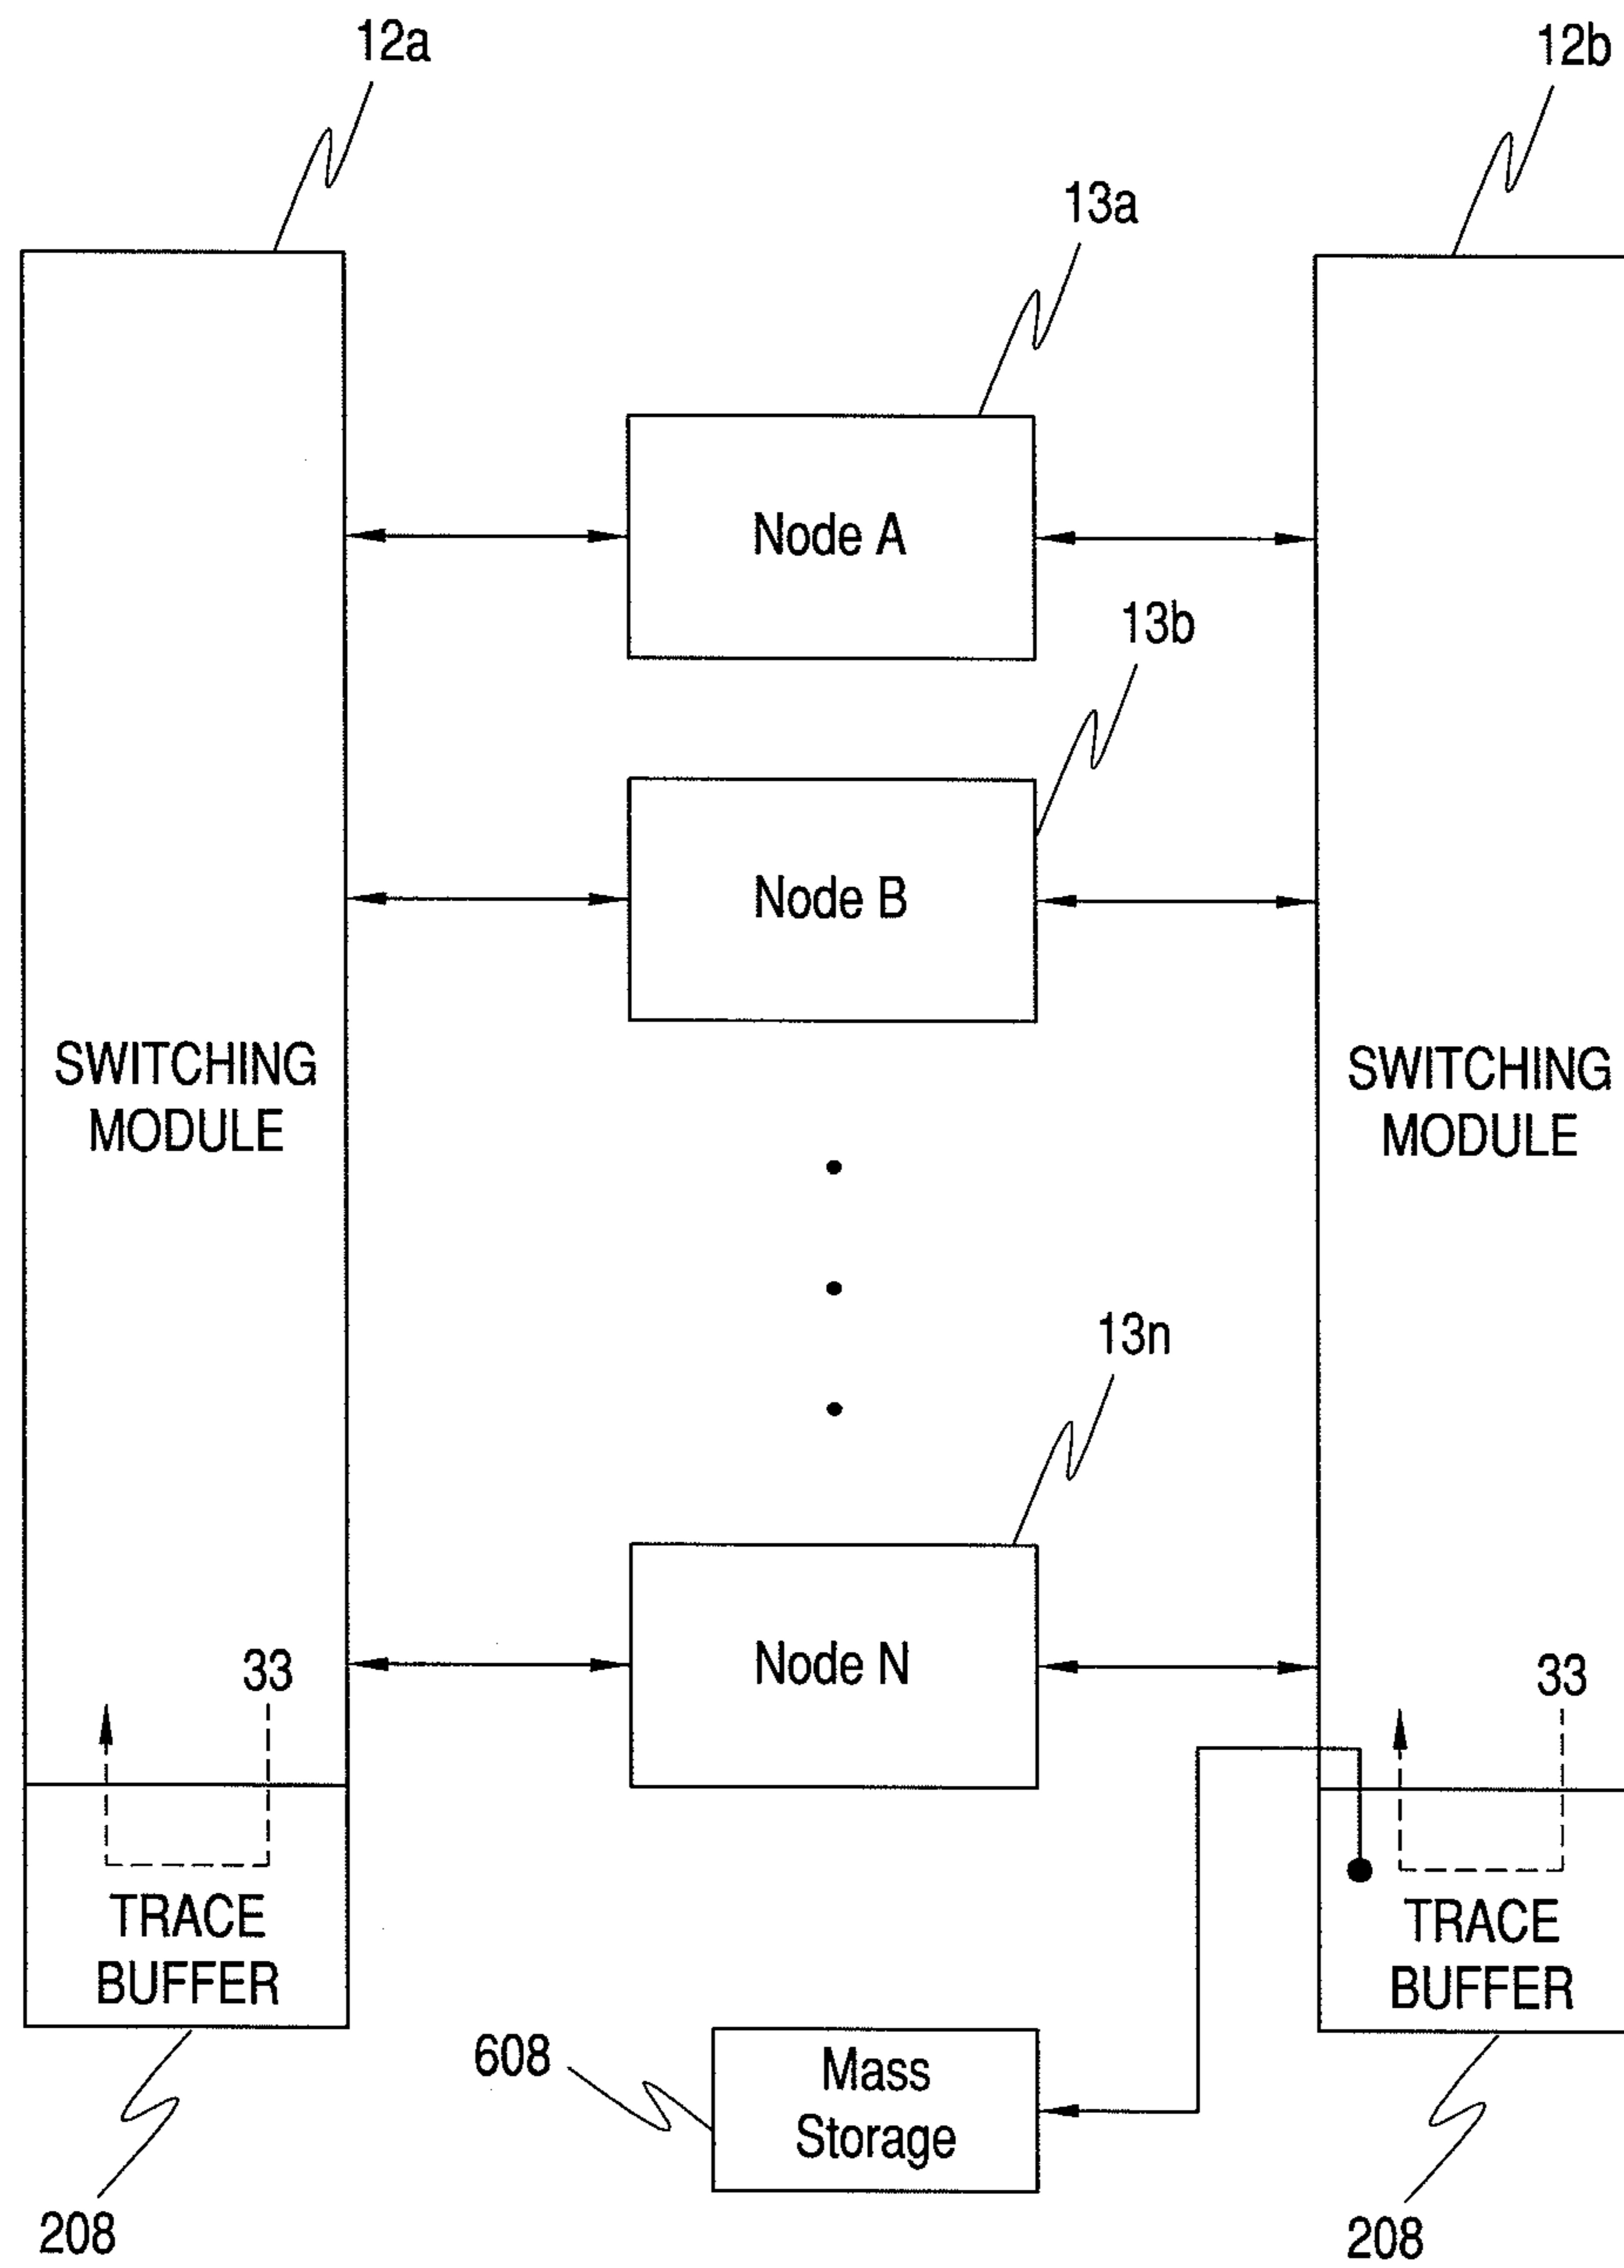 12a
12b
13a
Node A
13b
Node B
SWITCHING
MODULE
SWITCHING
MODULE
13n
Node N
33
33
TRACE
BUFFER
TRACE
BUFFER
608
Mass
Storage
208
208